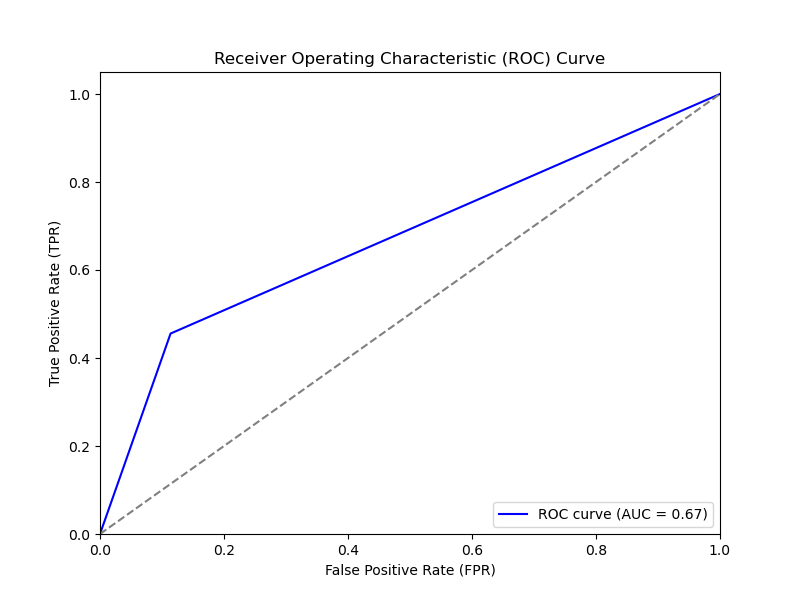 Receiver Operating Characteristic (ROC) Curve
1.0
0.8
0.6
0.4
0.2
0.0
True Positive Rate (TPR)
ROC curve (AUC = 0.67)
0.0 0.2 0.4 0.6 0.8 1.0
False Positive Rate (FPR)